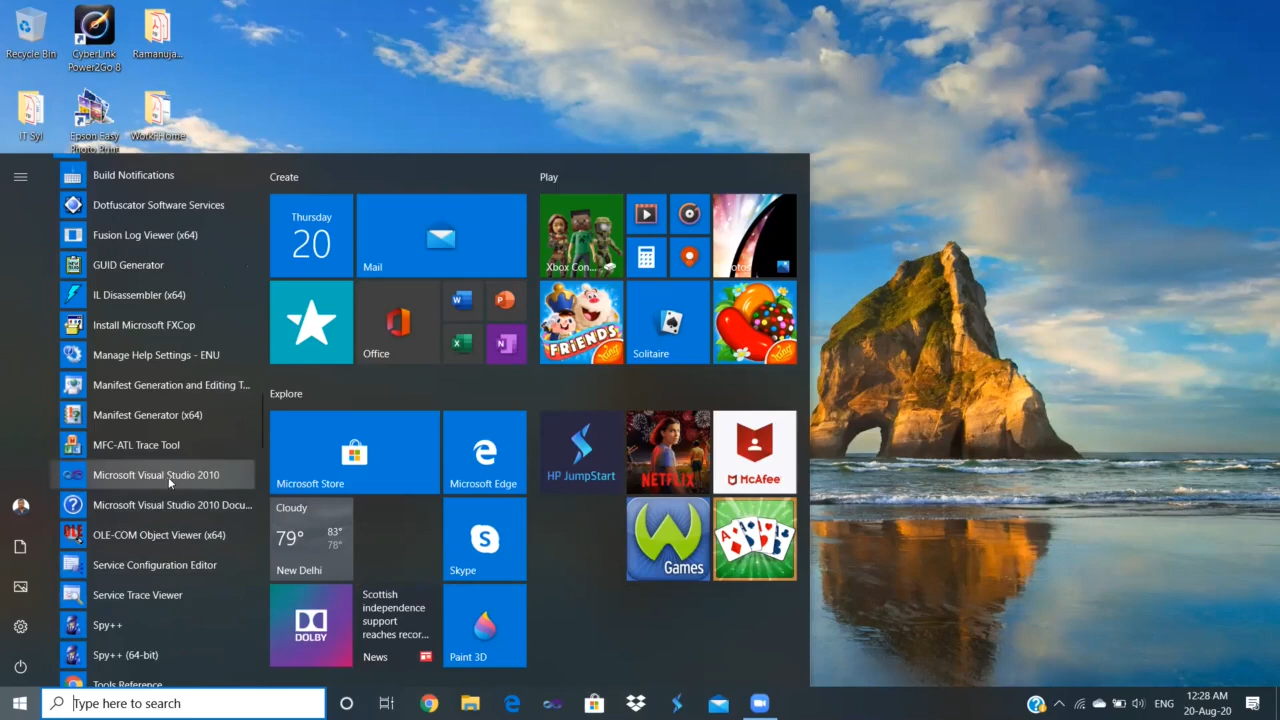 Recycle Bin
CyberLink
Power2Go 8
Ramanuja...
IT Syl
Epson Easy
Photo Print
WorkFHome
Build Notifications
Dotfuscator Software Services
Fusion Log Viewer (x64)
GUID Generator
IL Disassembler (x64)
Install Microsoft FXCop
Manage Help Settings - ENU
Manifest Generation and Editing T...
Manifest Generator (x64)
MFC-ATL Trace Tool
Microsoft Visual Studio 2010
Microsoft Visual Studio 2010 Docu...
OLE-COM Object Viewer (x64)
Service Configuration Editor
Service Trace Viewer
Spy++
Spy++ (64-bit)
Tools Reference
Create
Thursday
20
Mail
Office
Explore
Microsoft Store
Microsoft Edge
Cloudy
79°
83°
78°
New Delhi
Skype
DOLBY
Scottish
independence
support
reaches recor...
News
Paint 3D
Play
Xbox Con...
Photos
FRIENDS
King
Solitaire
King
HP JumpStart
NETFLIX
McAfee
Games
Type here to search
ENG
12:28 AM
20-Aug-20